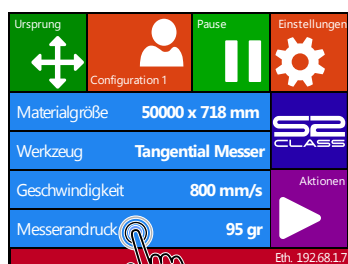 Ursprung
Configuration 1
Pause
Einstellungen
Materialgröße 50000 x 718 mm
S2
CLASS
Werkzeug Tangential Messer
Geschwindigkeit 800 mm/s
Aktionen
Messerandruck 95 gr
Eth. 192.68.1.7